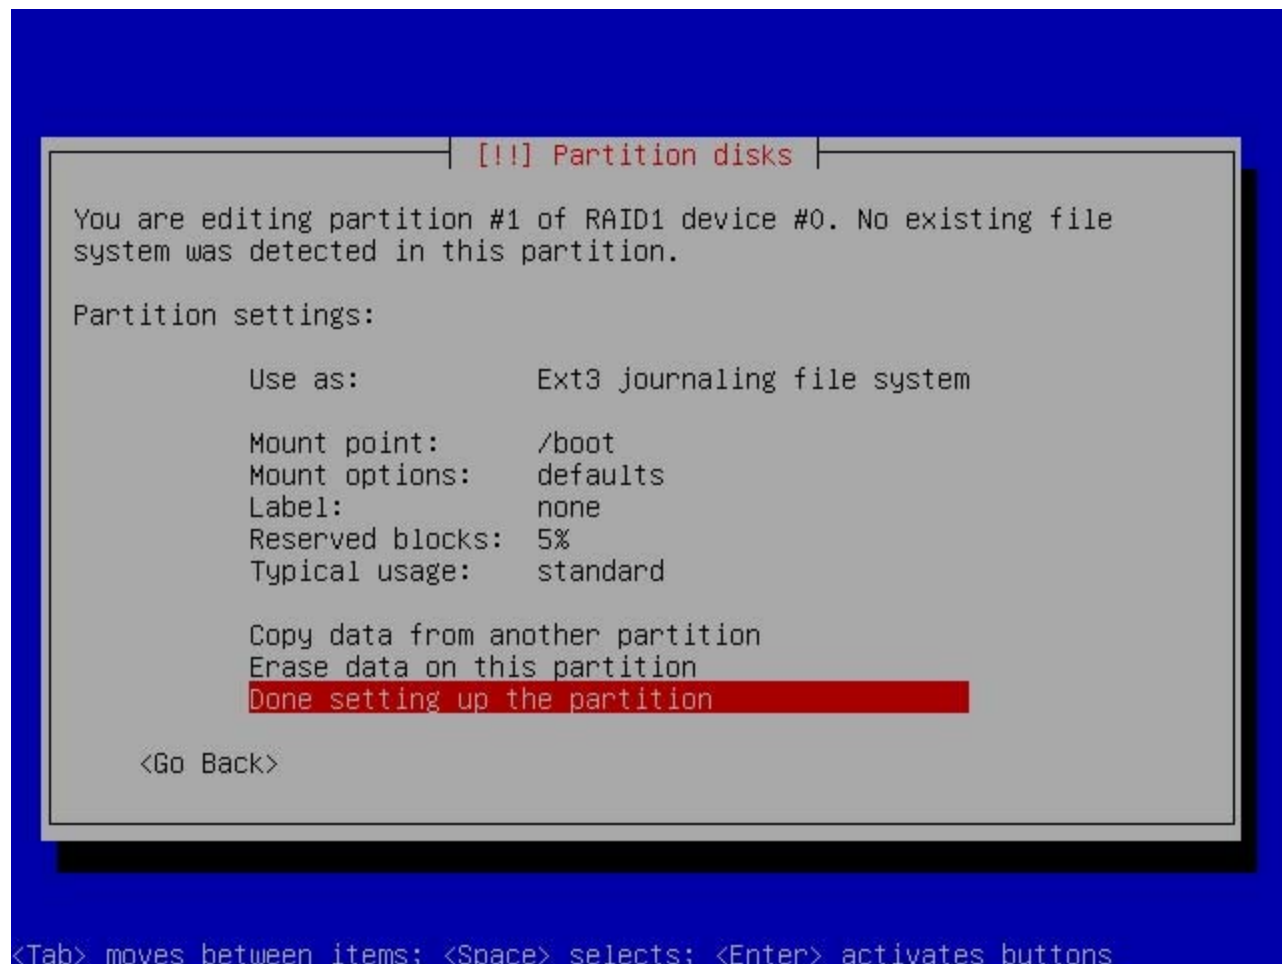 [!!] Partition disks
You are editing partition #1 of RAID1 device #0. No existing file
system was detected in this partition.
Partition settings:
Use as: Ext3 journaling file system
Mount point: /boot
Mount options: defaults
Label: none
Reserved blocks: 5%
Typical usage: standard
Copy data from another partition
Erase data on this partition
Done setting up the partition
<Go Back>
<Tab> moves between items; <Space> selects; <Enter> activates buttons